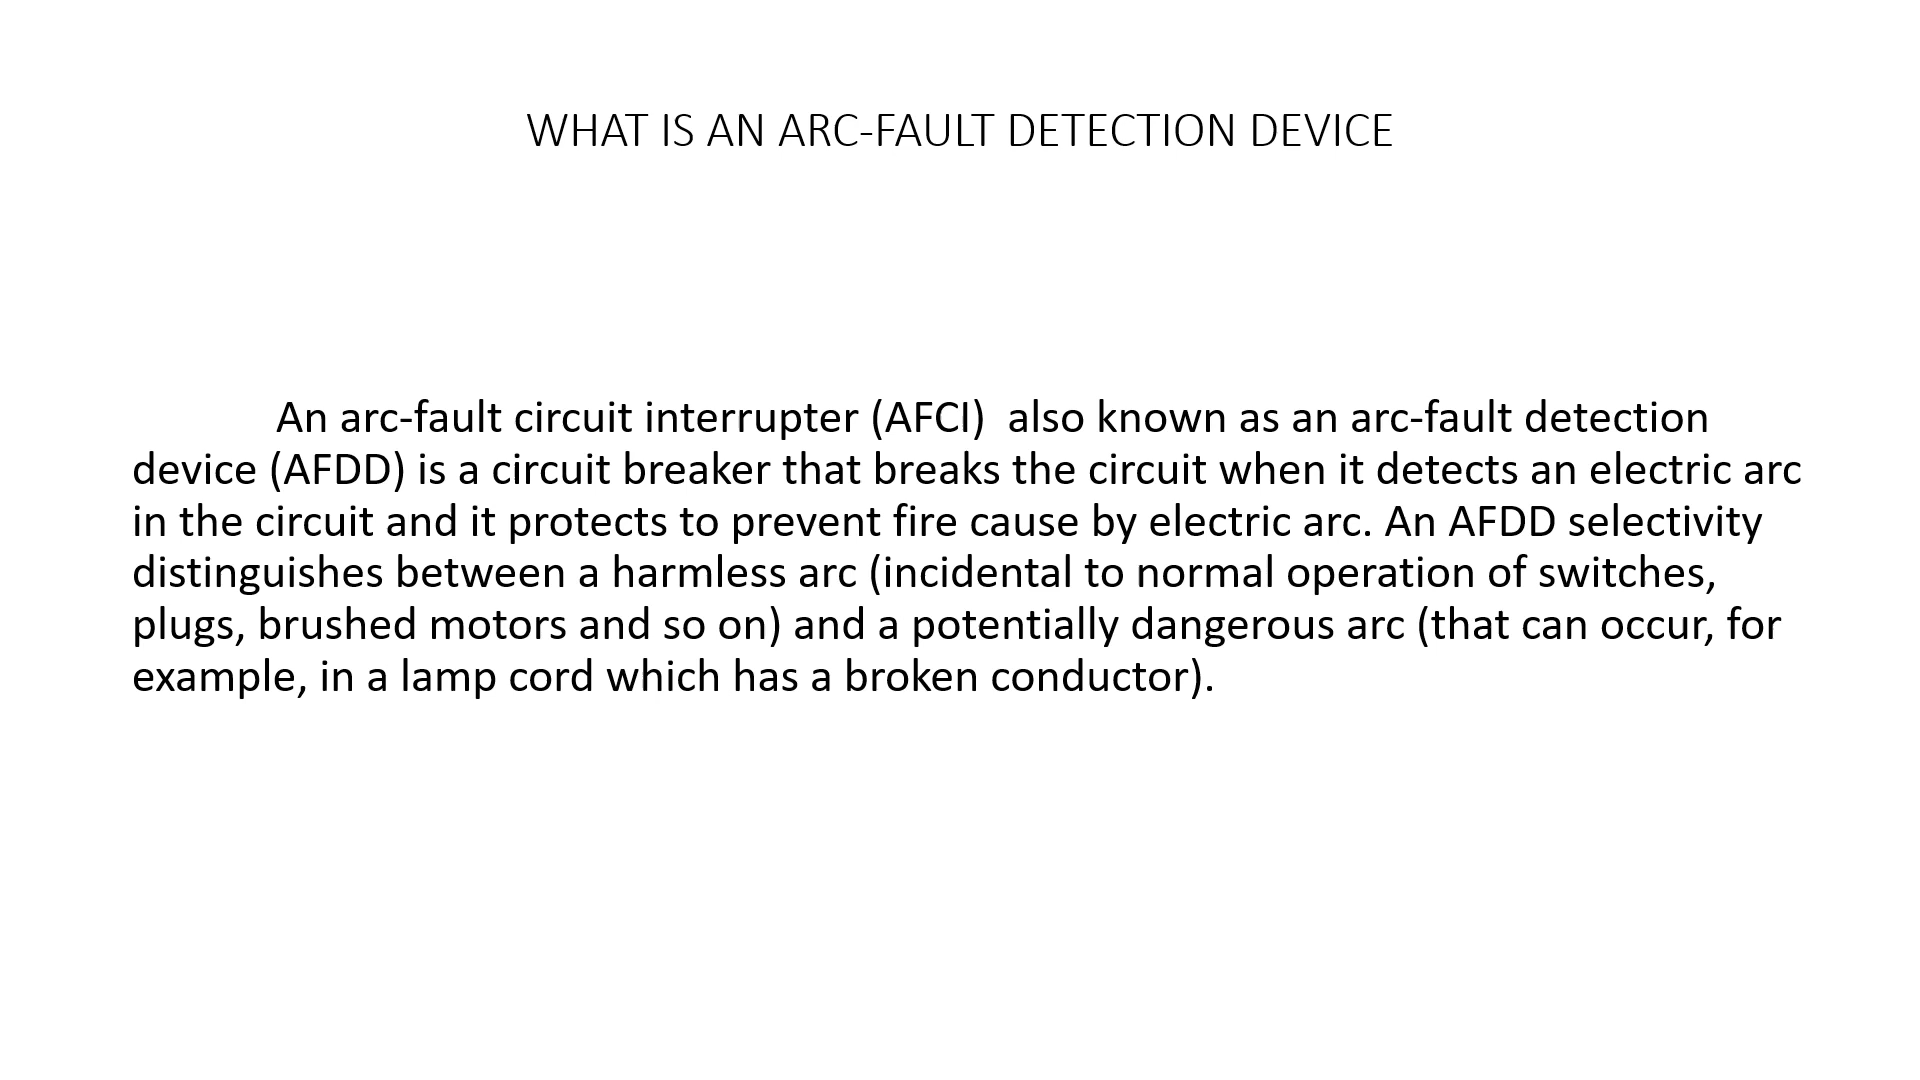 WHAT IS AN ARC-FAULT DETECTION DEVICE
An arc-fault circuit interrupter (AFCI)  also known as an arc-fault detection
device (AFDD) is a circuit breaker that breaks the circuit when it detects an electric arc
in the circuit and it protects to prevent fire cause by electric arc. An AFDD selectivity
distinguishes between a harmless arc (incidental to normal operation of switches,
plugs, brushed motors and so on) and a potentially dangerous arc (that can occur, for
example, in a lamp cord which has a broken conductor).